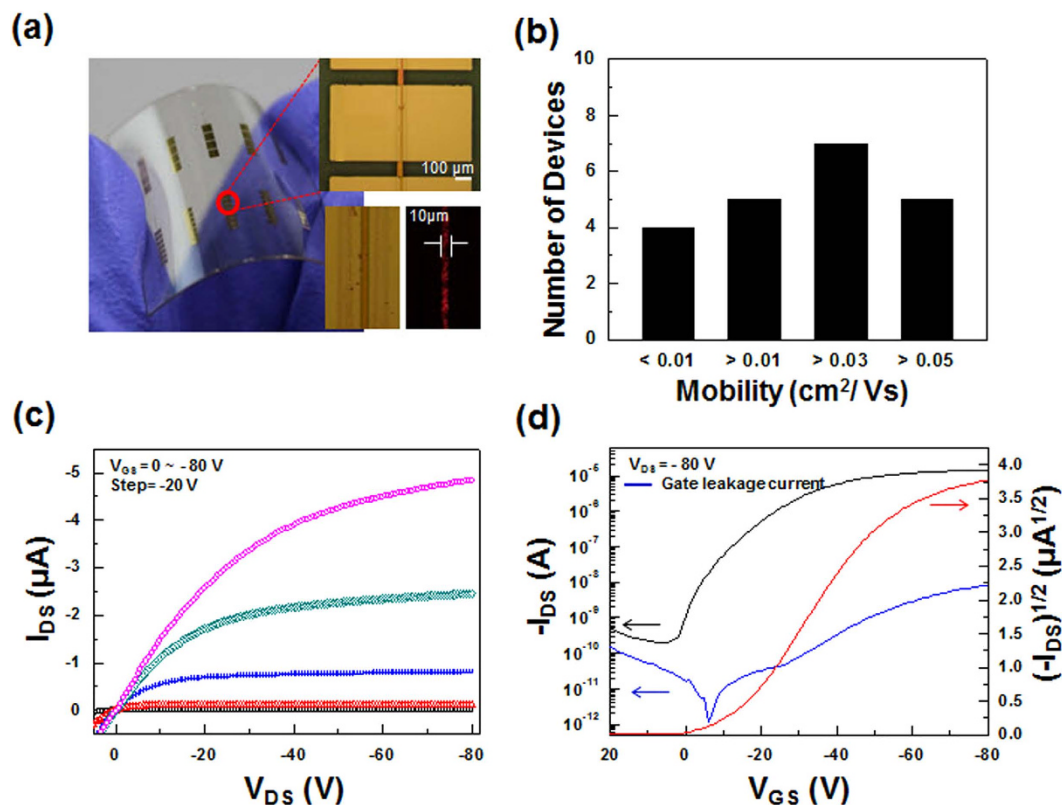 (a)
100 µm
10µm
(b)
10
8
6
4
2
0
Number of Devices
< 0.01 > 0.01 > 0.03 > 0.05
Mobility (cm²/ Vs)
(c)
V_GS = 0 ~ - 80 V
Step= -20 V
-5
-4
-3
-2
-1
0
I_DS (µA)
0 -20 -40 -60 -80
V_DS (V)
(d)
V_DS = - 80 V
Gate leakage current
10⁻⁶
10⁻⁷
10⁻⁸
10⁻⁹
10⁻¹⁰
10⁻¹¹
10⁻¹²
-I_DS (A)
4.0
3.5
3.0
2.5
2.0
1.5
1.0
0.5
0.0
(-I_DS)^1/2 (µA^1/2)
20 0 -20 -40 -60 -80
V_GS (V)